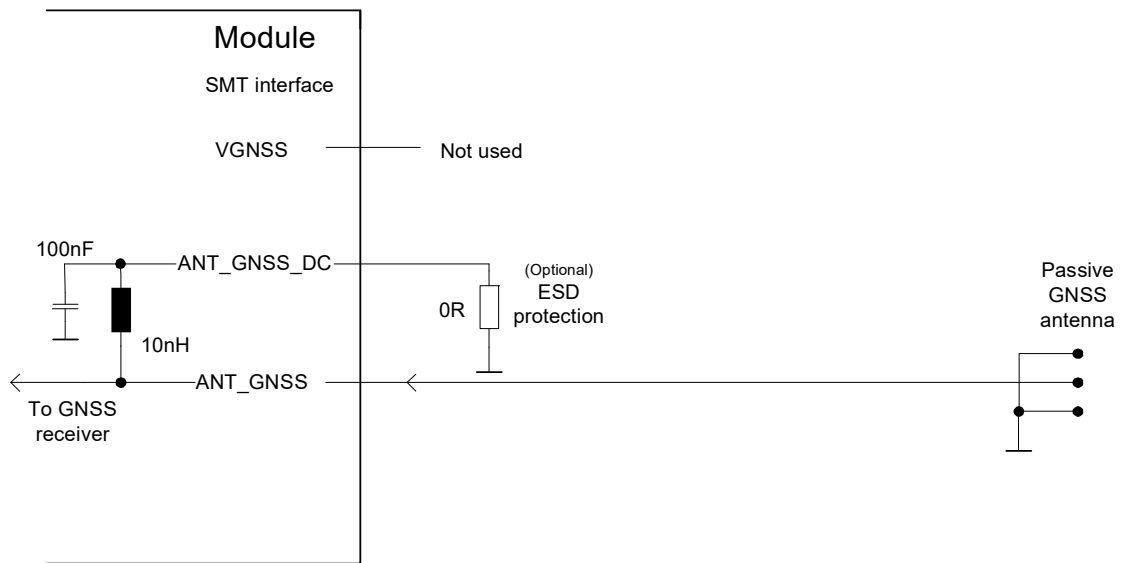 Module
SMT interface
VGNSS
Not used
100nF
ANT_GNSS_DC
(Optional)
ESD
protection
0R
Passive
GNSS
antenna
10nH
ANT_GNSS
To GNSS
receiver